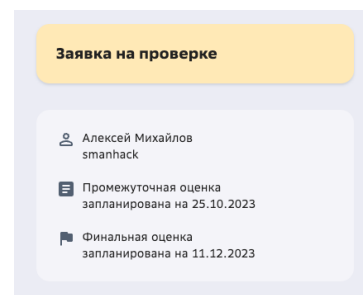 Заявка на проверке
Алексей Михайлов
smanhack
Промежуточная оценка
запланирована на 25.10.2023
Финальная оценка
запланирована на 11.12.2023